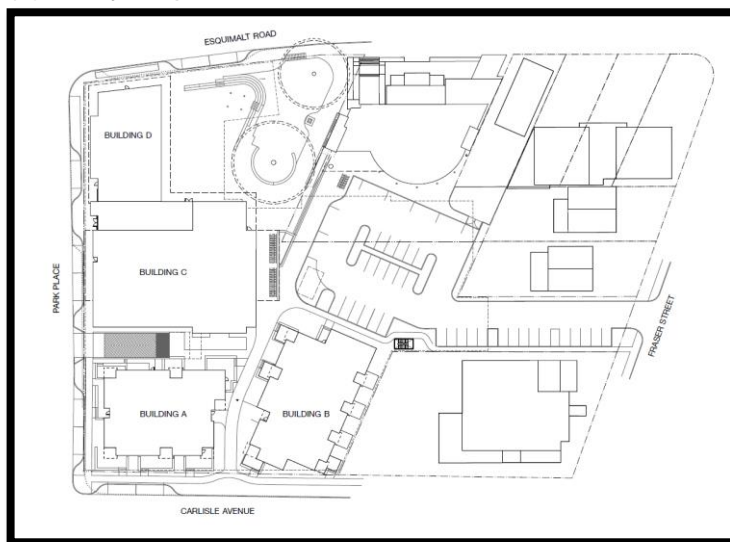 ESQUIMALT ROAD
BUILDING D
BUILDING C
PARK PLACE
FRASER STREET
BUILDING A
BUILDING B
CARLISLE AVENUE